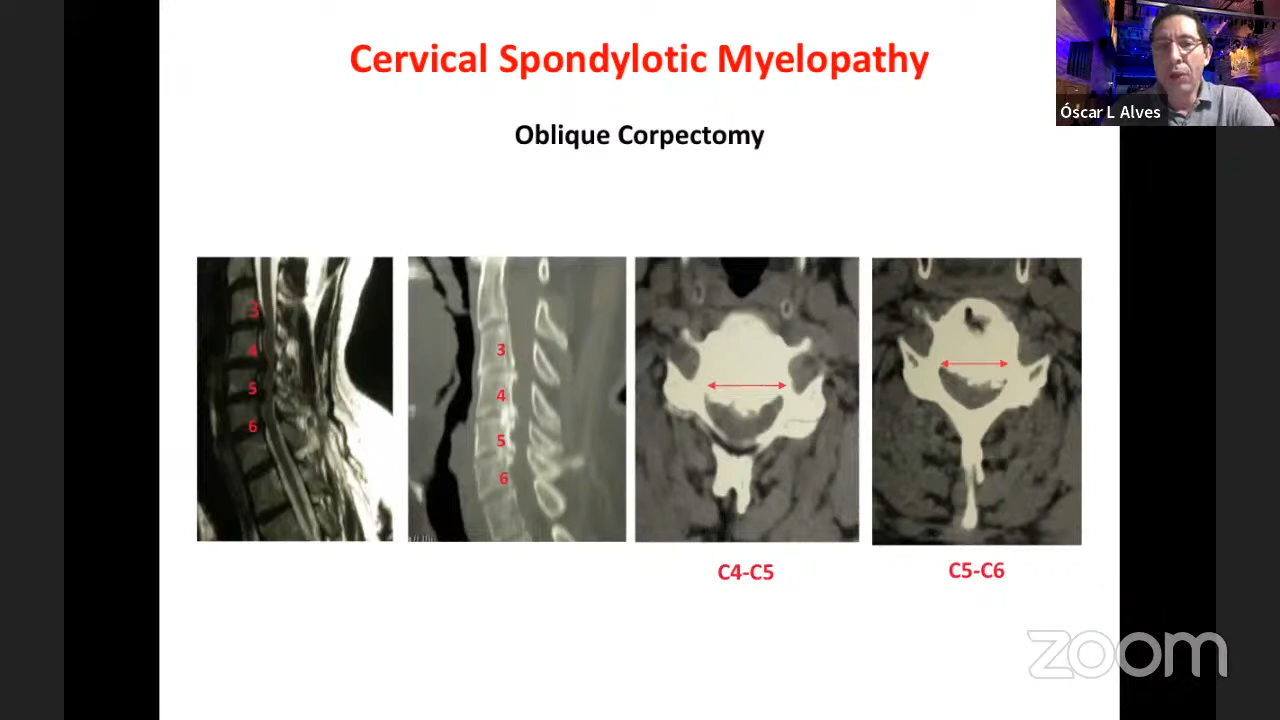 Cervical Spondylotic Myelopathy
Óscar L Alves
Oblique Corpectomy
3
4
5
6
3
4
5
6
C4-C5
C5-C6
zoom